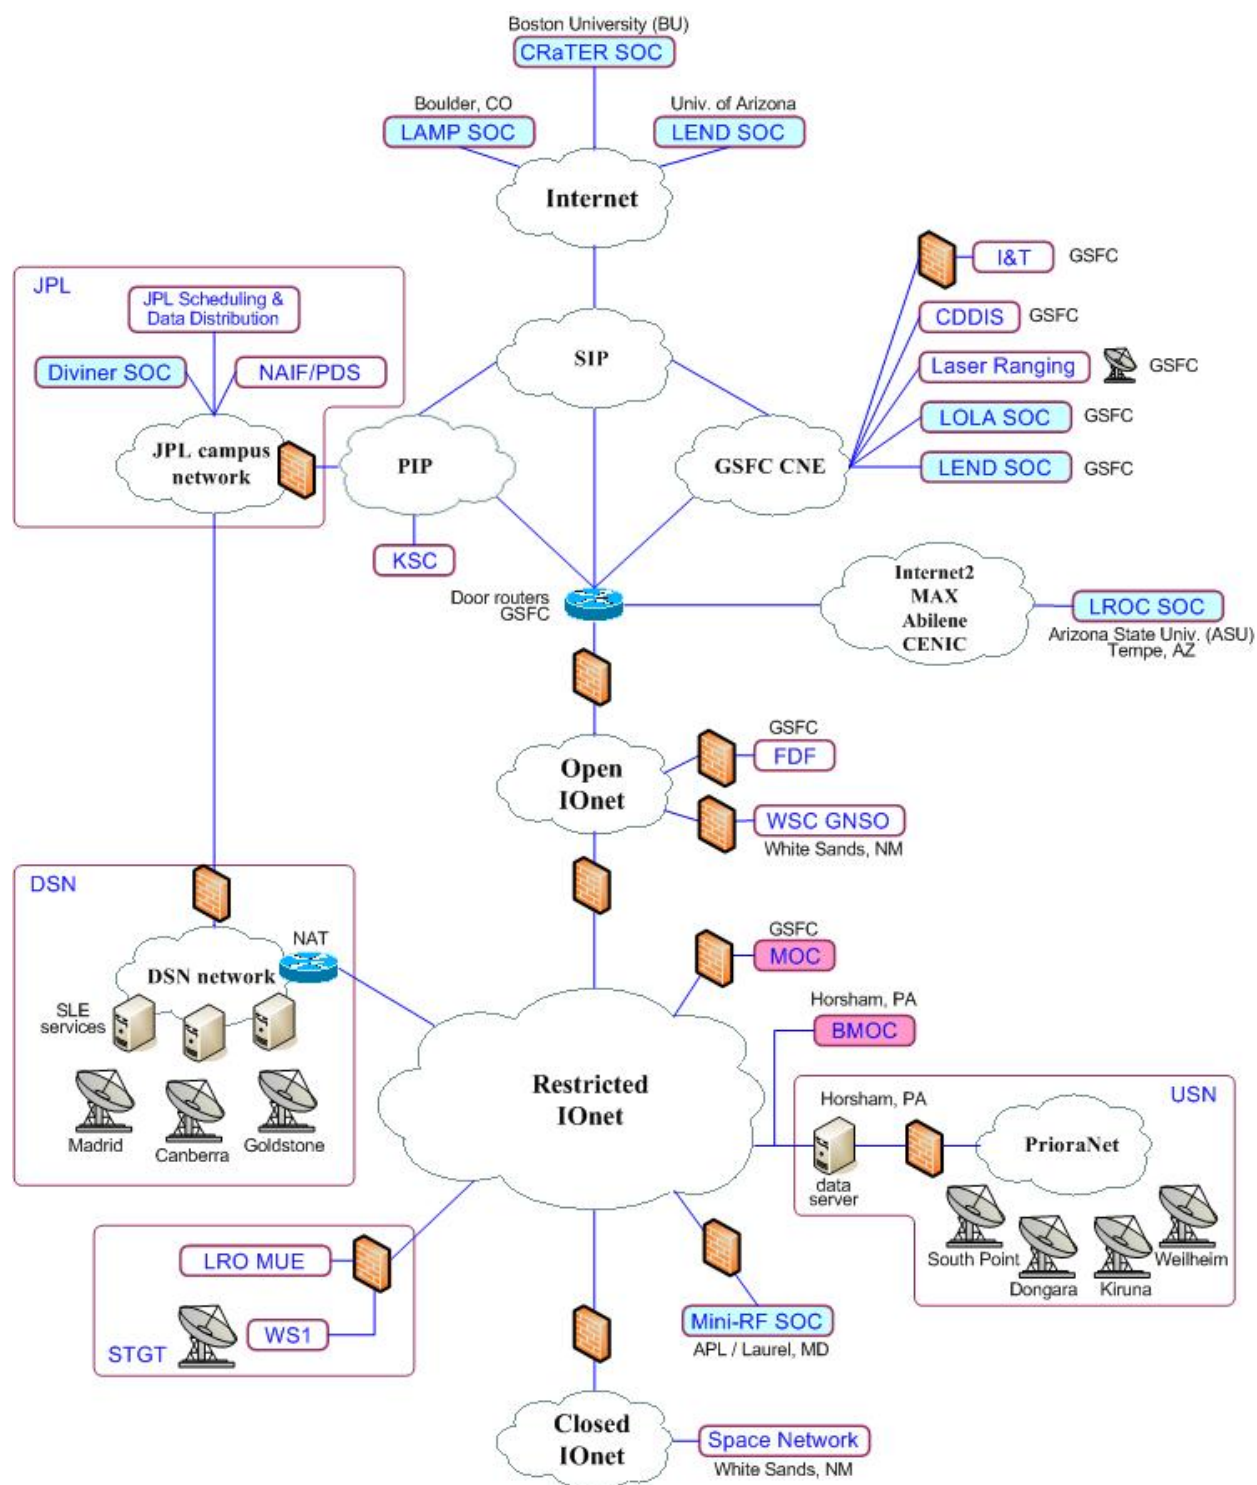 Boston University (BU)
CRaTER SOC
Boulder, CO
LAMP SOC
Univ. of Arizona
LEND SOC
Internet
I&T
GSFC
JPL
JPL Scheduling &
Data Distribution
CDDIS
GSFC
SIP
Diviner SOC
NAIF/PDS
Laser Ranging
GSFC
LOLA SOC
GSFC
JPL campus
network
PIP
GSFC CNE
LEND SOC
GSFC
KSC
Door routers
GSFC
Internet2
MAX
Abilene
CENIC
LROC SOC
Arizona State Univ. (ASU)
Tempe, AZ
GSFC
FDF
Open
IOnet
WSC GNSO
White Sands, NM
DSN
NAT
DSN network
SLE
services
Madrid
Canberra
Goldstone
GSFC
MOC
Horsham, PA
BMOC
Restricted
IOnet
USN
Horsham, PA
data
server
PrioraNet
South Point
Dongara
Kiruna
Weilheim
LRO MUE
WS1
STGT
Mini-RF SOC
APL / Laurel, MD
Closed
IOnet
Space Network
White Sands, NM